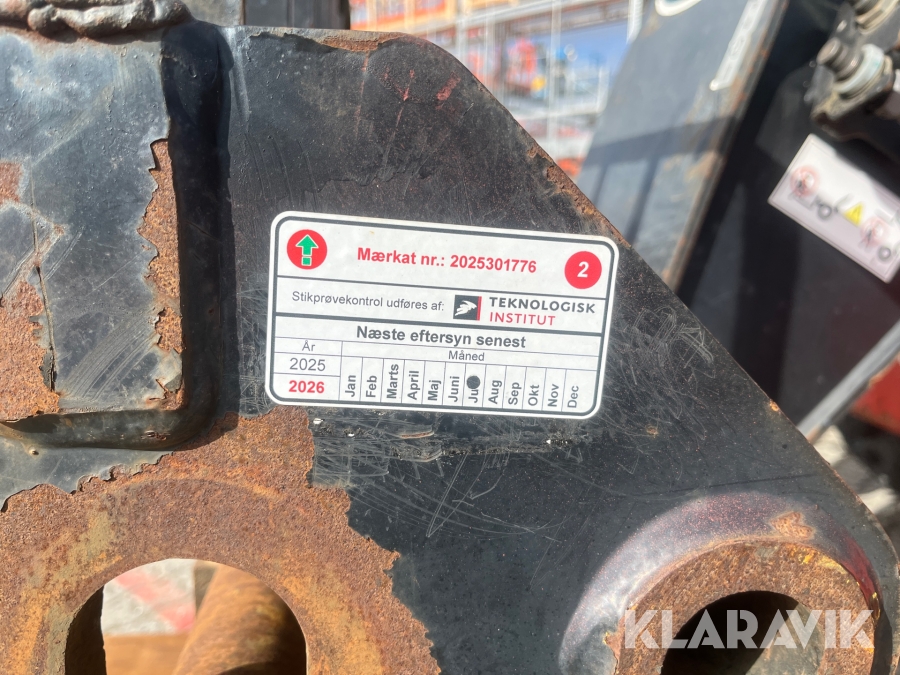 Mærkat nr.: 2025301776
2
Stikprøvekontrol udføres af: TEKNOLOGISK
INSTITUT
Næste eftersyn senest
År
Måned
2025
2026
Jan
Feb
Marts
April
Maj
Juni
Ju
Aug
Sep
Okt
Nov
Dec
KLARAVIK